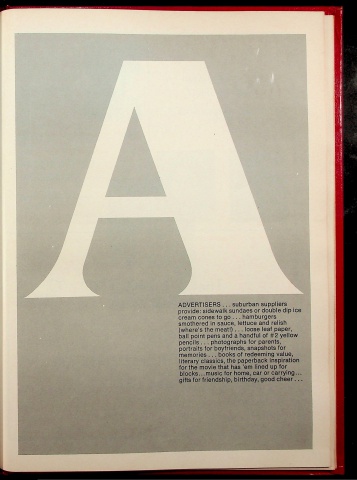 A
ADVERTISERS . . . suburban suppliers
provide: sidewalk sundaes or double dip ice
cream cones to go . . . hamburgers
smothered in sauce, lettuce and relish
(where's the meat!) . . . loose leaf paper,
ball point pens and a handful of #2 yellow
pencils . . . photographs for parents,
portraits for boyfriends, snapshots for
memories . . . books of redeeming value,
literary classics, the paperback inspiration
for the movie that has 'em lined up for
blocks...music for home, car or carrying...
gifts for friendship, birthday, good cheer . . .